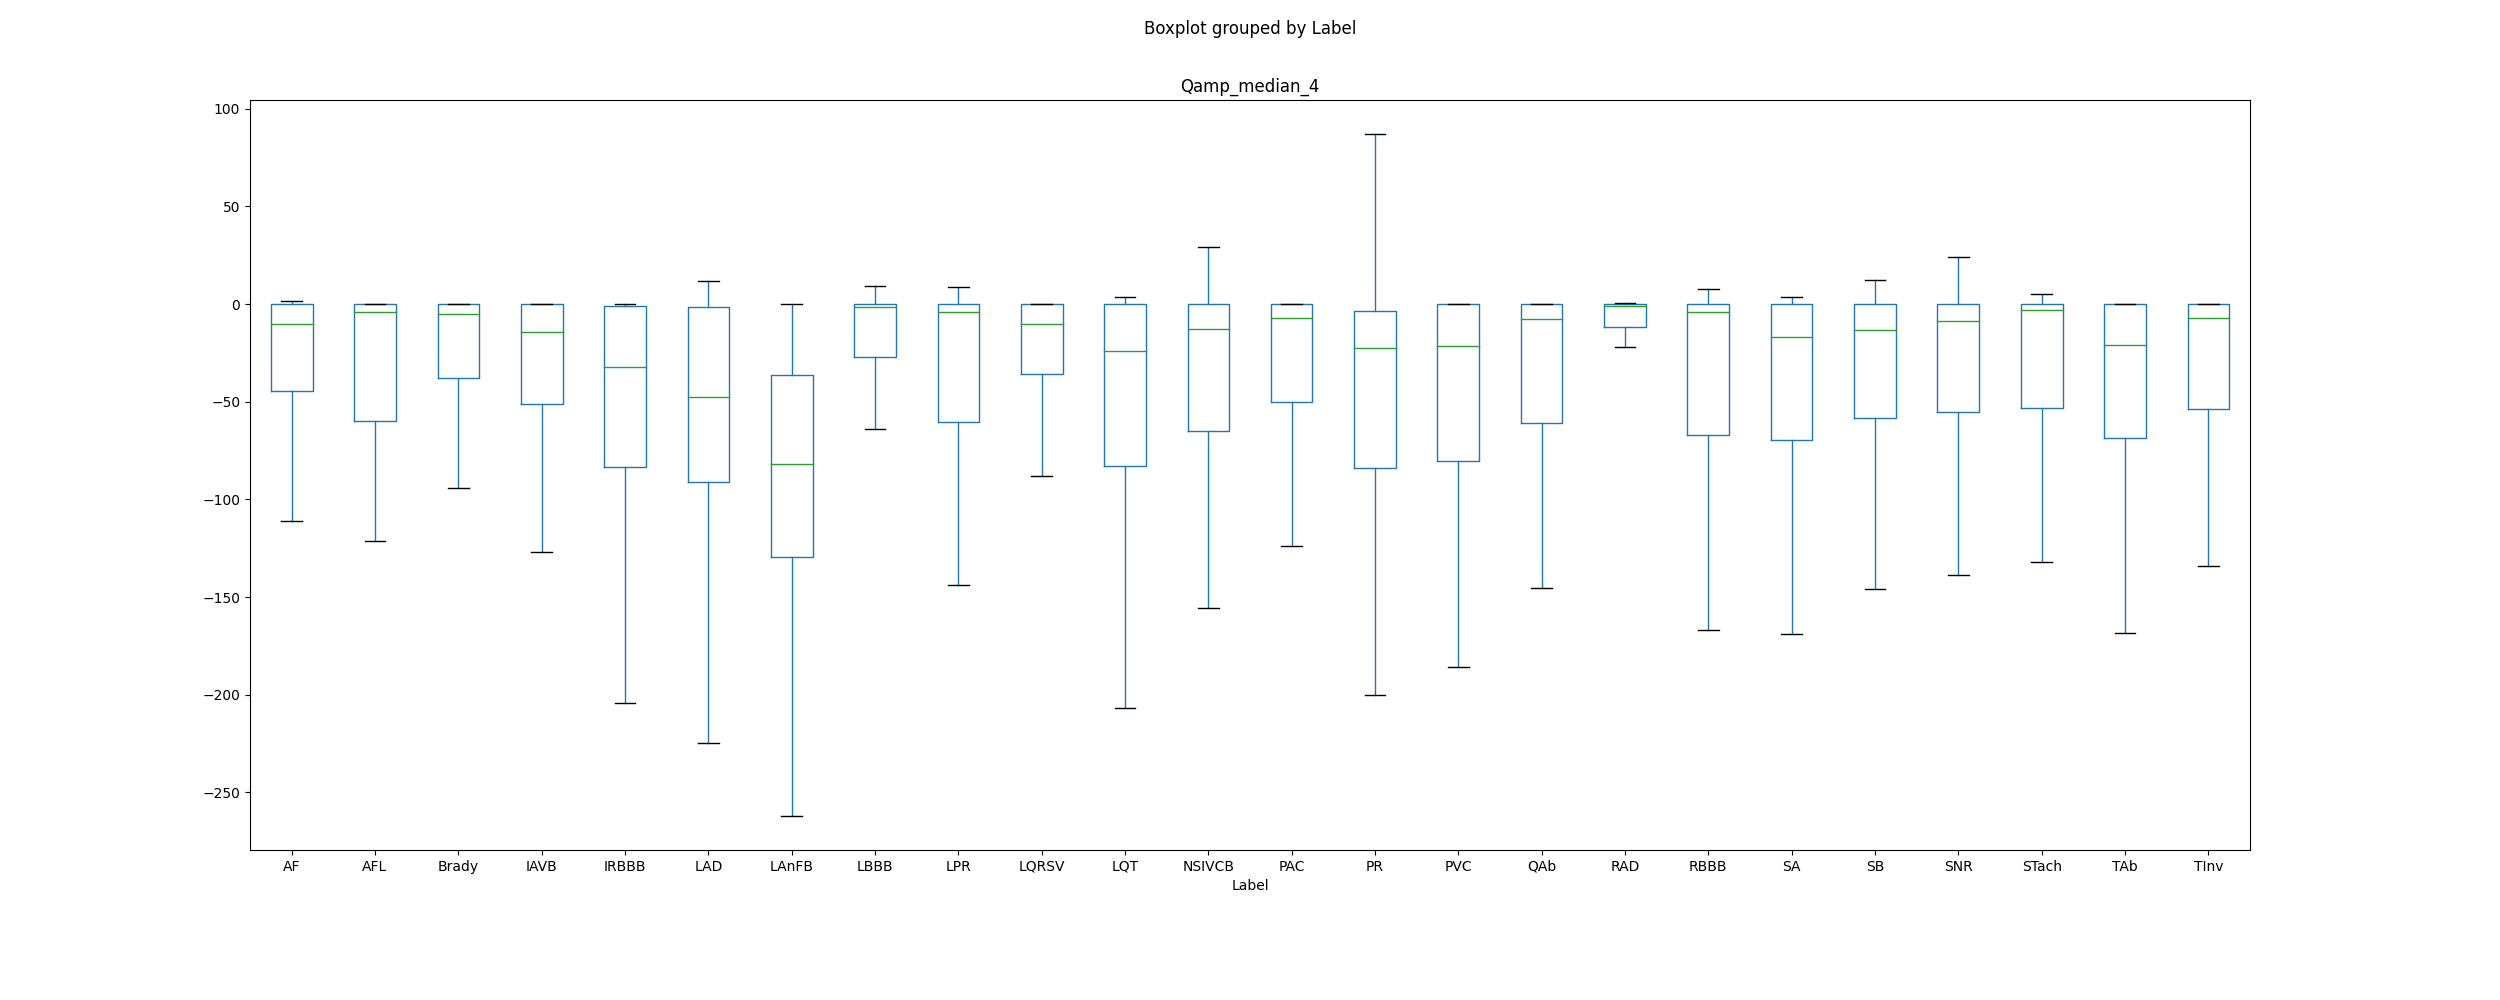 Boxplot grouped by Label
Qamp_median_4
100
50
0
−50
−100
−150
−200
−250
AF AFL Brady IAVB IRBBB LAD LAnFB LBBB LPR LQRSV LQT NSIVCB PAC PR PVC QAb RAD RBBB SA SB SNR STach TAb TInv
Label